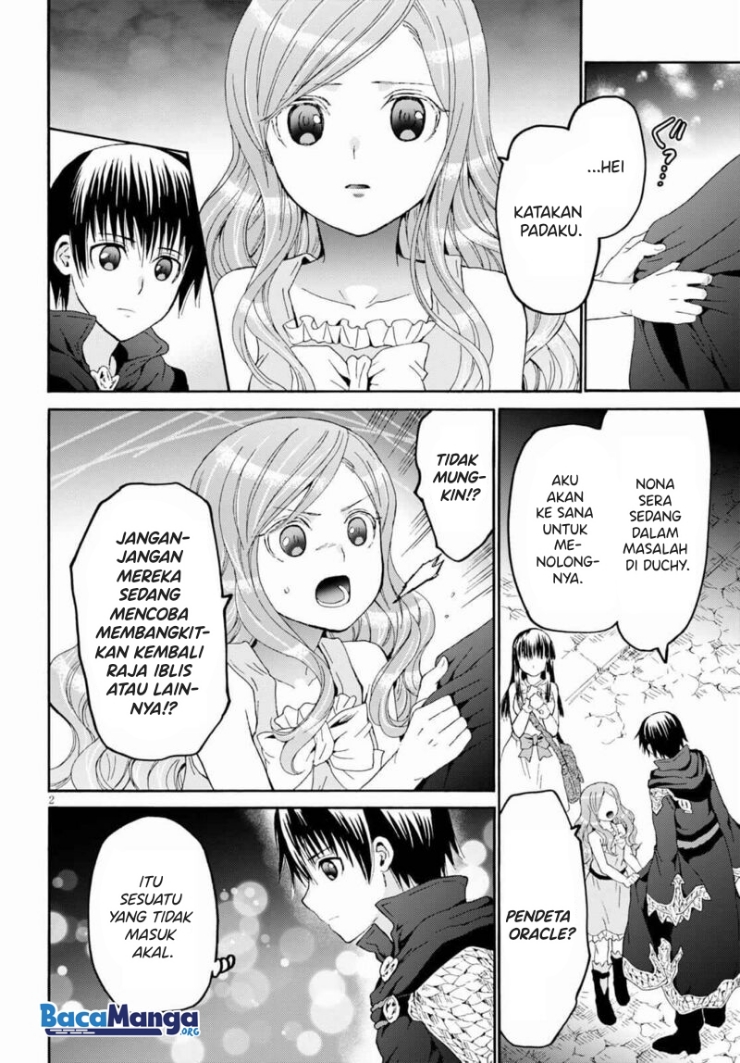 グ...
...HEI
KATAKAN
PADAKU.
NONA
SERA
SEDANG
DALAM
MASALAH
DI DUCHY.
AKU
AKAN
KE SANA
UNTUK
ME-
NOLONG-
NYA.
PENDETA
ORACLE?
TIDAK
MUNG-
KIN!?
JANGAN-
JANGAN
MEREKA
SEDANG
MENCOBA
MEMBANGKIT-
KAN KEMBALI
RAJA IBLIS
ATAU LAIN-
NYA!?
2
ITU
SESUATU
YANG TIDAK
MASUK
AKAL.
BacaManga
.ORG